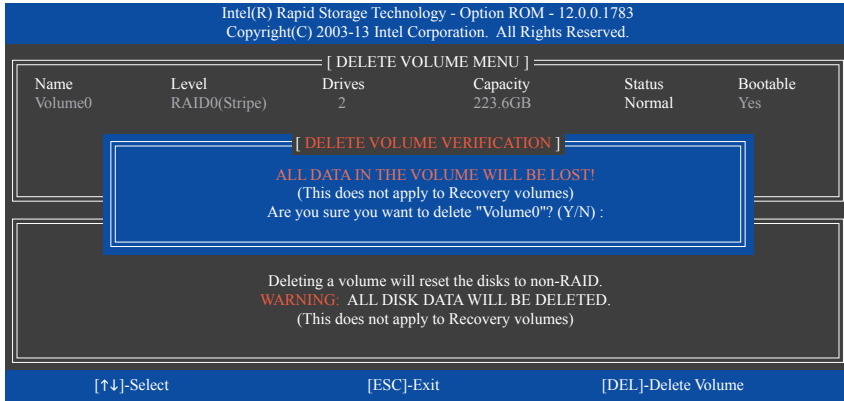 Intel(R) Rapid Storage Technology - Option ROM - 12.0.0.1783
Copyright(C) 2003-13 Intel Corporation. All Rights Reserved.
[ DELETE VOLUME MENU ]
Name Level Drives Capacity Status Bootable
Volume0 RAID0(Stripe) 2 223.6GB Normal Yes
[ DELETE VOLUME VERIFICATION ]
ALL DATA IN THE VOLUME WILL BE LOST!
(This does not apply to Recovery volumes)
Are you sure you want to delete "Volume0"? (Y/N) :
Deleting a volume will reset the disks to non-RAID.
WARNING: ALL DISK DATA WILL BE DELETED.
(This does not apply to Recovery volumes)
[↑↓]-Select [ESC]-Exit [DEL]-Delete Volume